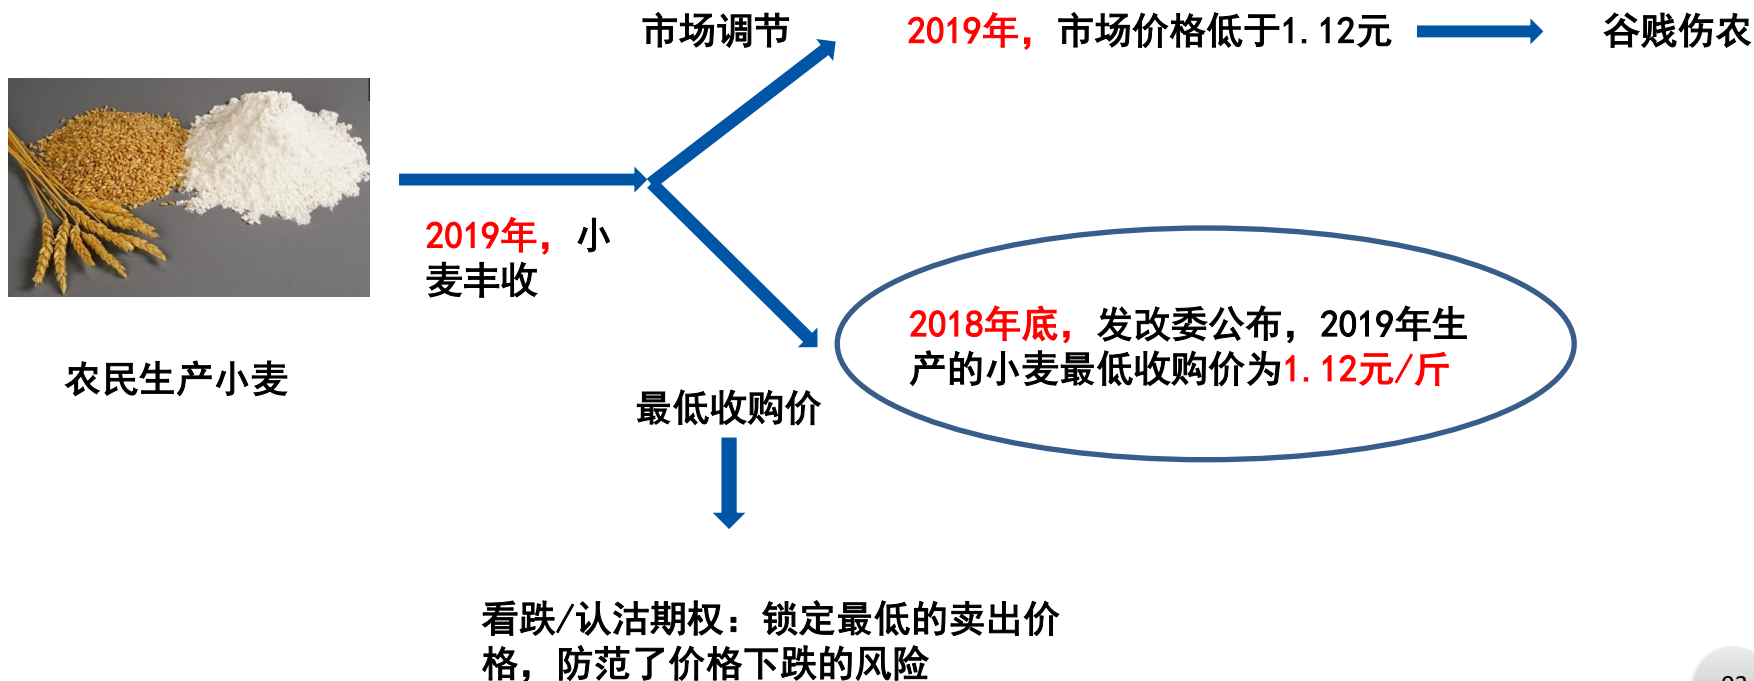 市场调节
2019年，市场价格低于1.12元
谷贱伤农
2019年，小
麦丰收
农民生产小麦
2018年底，发改委公布，2019年生
产的小麦最低收购价为1.12元/斤
最低收购价
看跌/认沽期权：锁定最低的卖出价
格，防范了价格下跌的风险